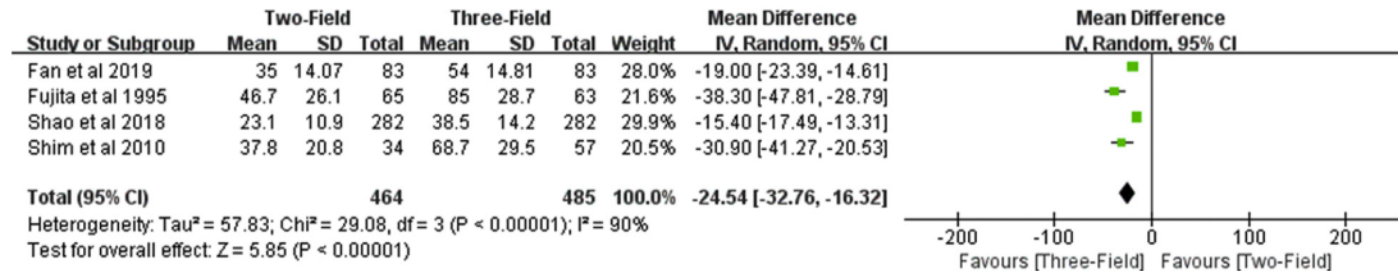 Two-Field Three-Field Mean Difference Mean Difference
Study or Subgroup Mean SD Total Mean SD Total Weight IV, Random, 95% CI IV, Random, 95% CI
Fan et al 2019 35 14.07 83 54 14.81 83 28.0% -19.00 [-23.39, -14.61]
Fujita et al 1995 46.7 26.1 65 85 28.7 63 21.6% -38.30 [-47.81, -28.79]
Shao et al 2018 23.1 10.9 282 38.5 14.2 282 29.9% -15.40 [-17.49, -13.31]
Shim et al 2010 37.8 20.8 34 68.7 29.5 57 20.5% -30.90 [-41.27, -20.53]
Total (95% CI) 464 485 100.0% -24.54 [-32.76, -16.32]
Heterogeneity: Tau² = 57.83; Chi² = 29.08, df = 3 (P < 0.00001); I² = 90%
Test for overall effect: Z = 5.85 (P < 0.00001)
-200 -100 0 100 200
Favours [Three-Field] Favours [Two-Field]